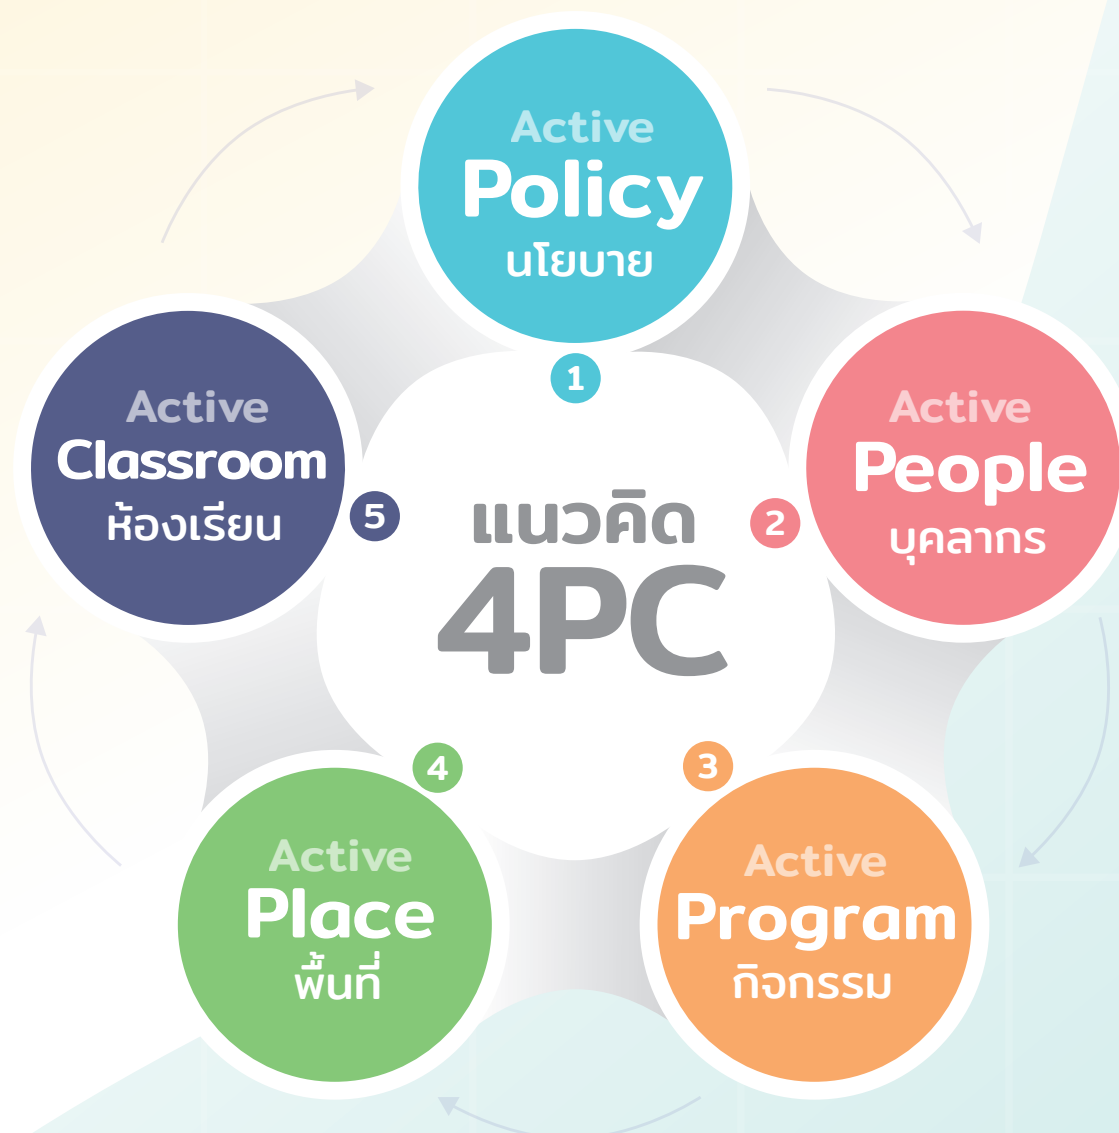 Active
Policy
นโยบาย
1
Active
People
บุคลากร
2
Active
Program
กิจกรรม
3
Active
Place
พื้นที่
4
Active
Classroom
ห้องเรียน
5
แนวคิด
4PC